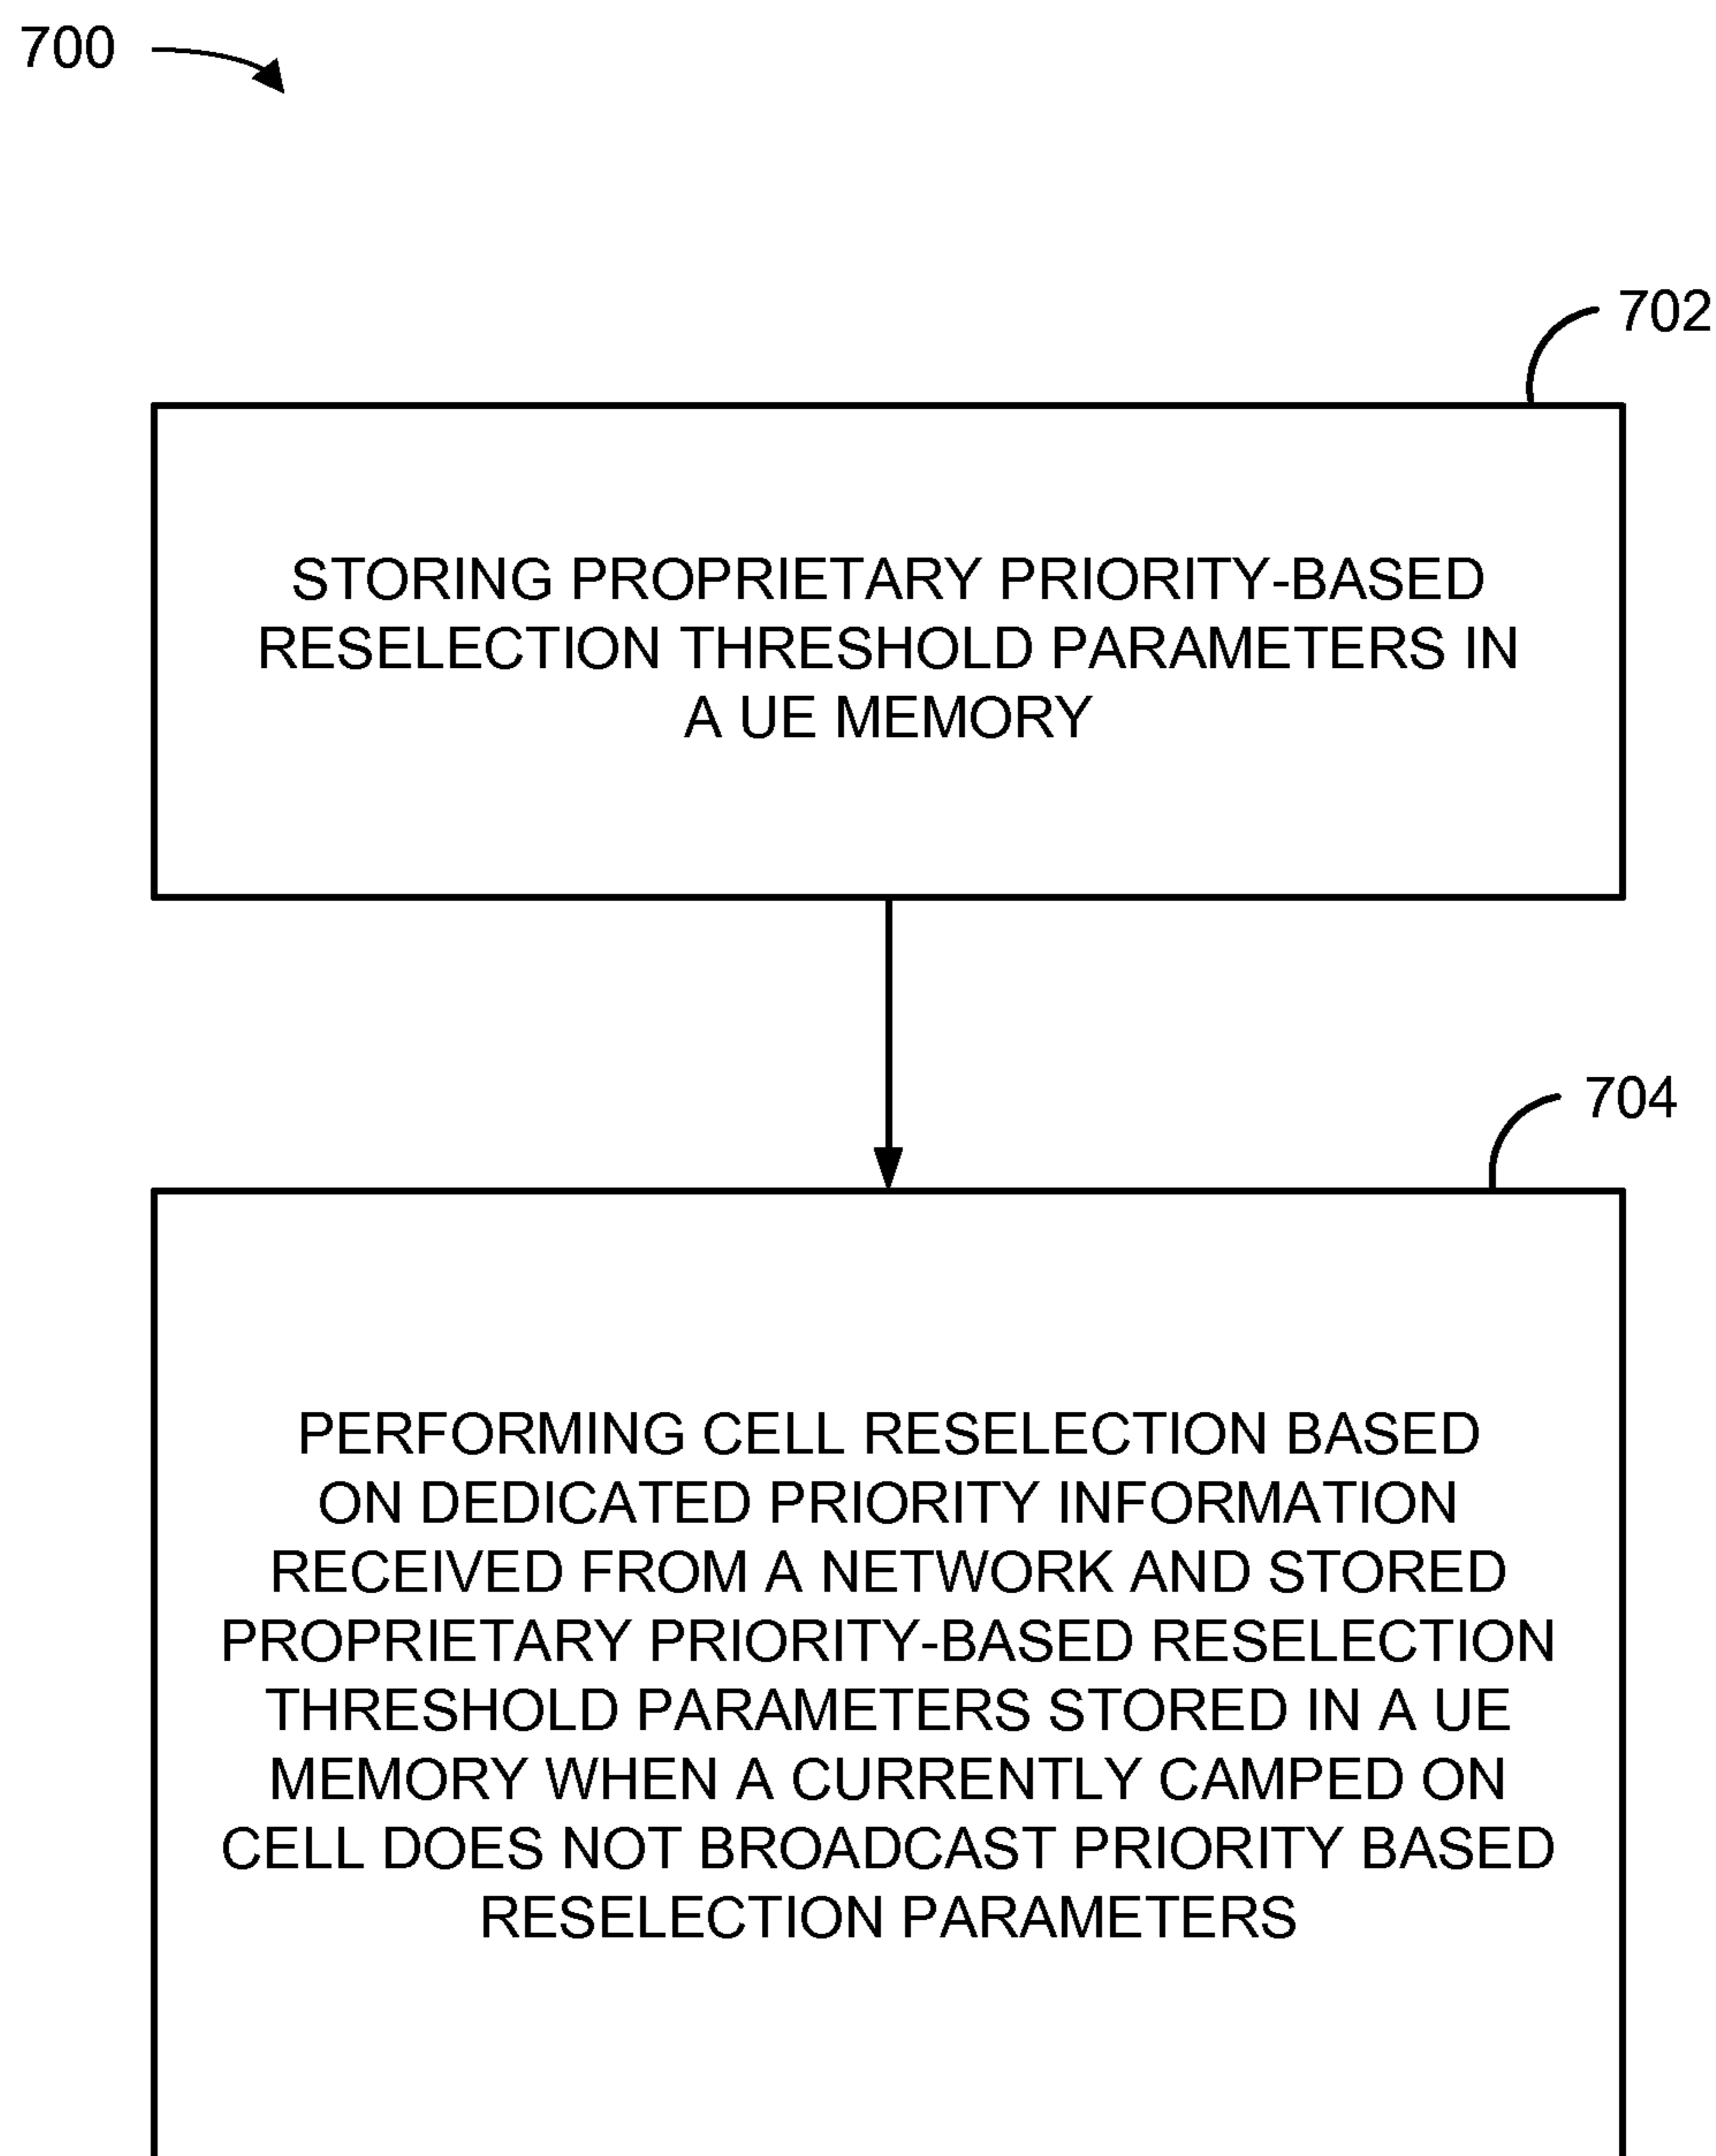 700
702
STORING PROPRIETARY PRIORITY-BASED
RESELECTION THRESHOLD PARAMETERS IN
A UE MEMORY
704
PERFORMING CELL RESELECTION BASED
ON DEDICATED PRIORITY INFORMATION
RECEIVED FROM A NETWORK AND STORED
PROPRIETARY PRIORITY-BASED RESELECTION
THRESHOLD PARAMETERS STORED IN A UE
MEMORY WHEN A CURRENTLY CAMPED ON
CELL DOES NOT BROADCAST PRIORITY BASED
RESELECTION PARAMETERS